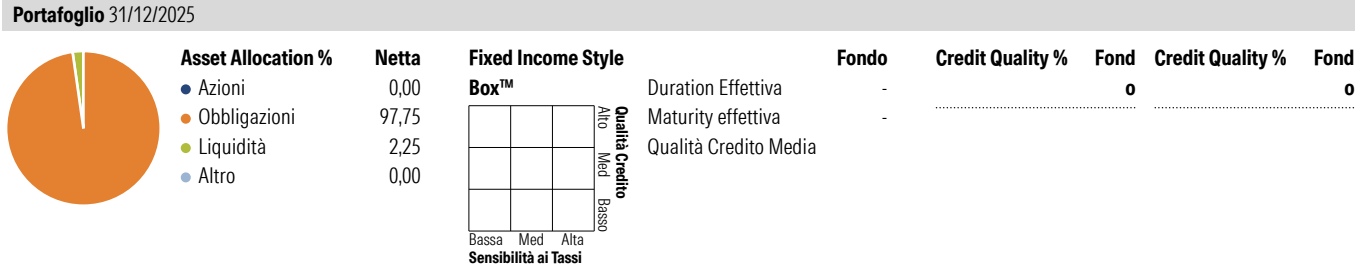 Portafoglio 31/12/2025
Asset Allocation % Netta
Azioni 0,00
Obbligazioni 97,75
Liquidità 2,25
Altro 0,00
Fixed Income Style
Box™
Alto Med Basso
Qualità Credito
Bassa Med Alta
Sensibilità ai Tassi
Fondo
Duration Effettiva -
Maturity effettiva -
Qualità Credito Media
Credit Quality % Fond
o
Credit Quality % Fond
o